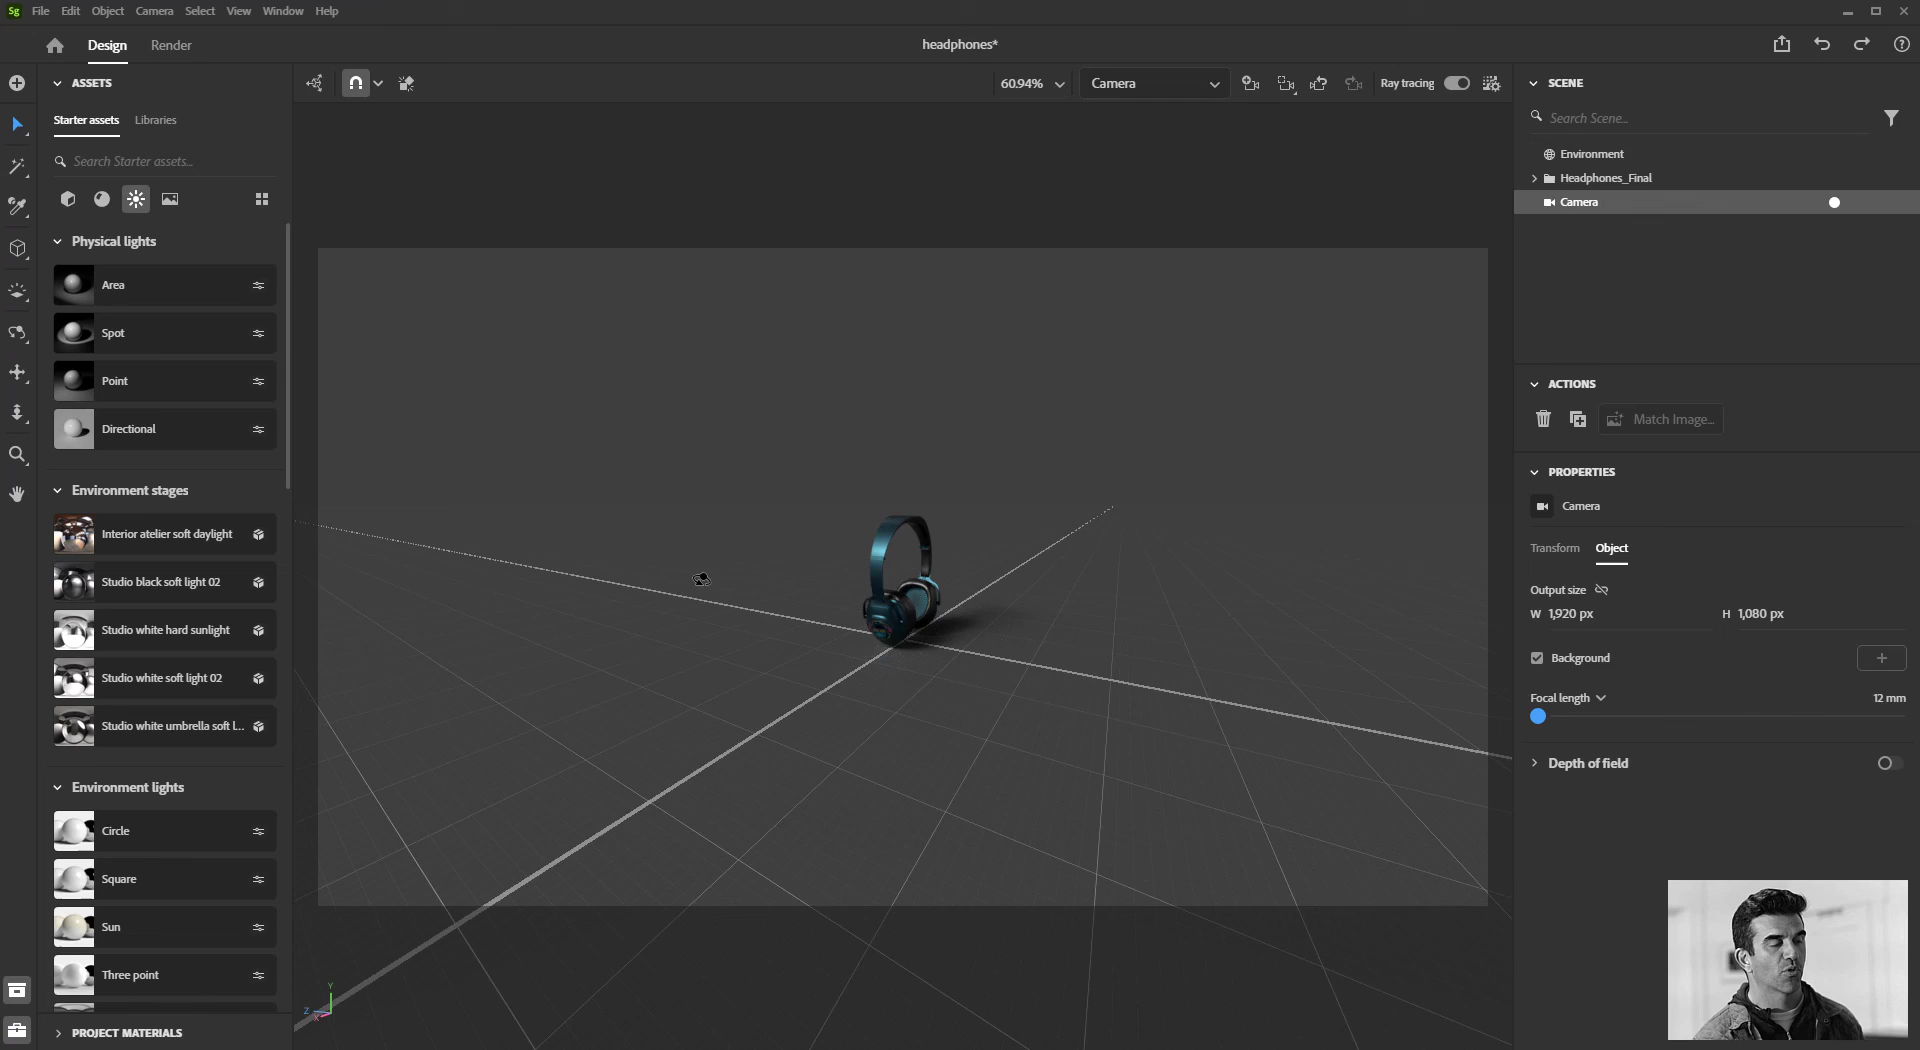 Sg File Edit Object Camera Select View Window Help
Design Render headphones*
ASSETS
Starter assets Libraries
Search Starter assets...
Physical lights
Area
Spot
Point
Directional
Environment stages
Interior atelier soft daylight
Studio black soft light 02
Studio white hard sunlight
Studio white soft light 02
Studio white umbrella soft l...
Environment lights
Circle
Square
Sun
Three point
PROJECT MATERIALS
60.94% Camera Ray tracing
Y
Z
X
SCENE
Search Scene...
Environment
Headphones_Final
Camera
ACTIONS
Match Image...
PROPERTIES
Camera
Transform Object
Output size
W 1,920 px H 1,080 px
Background
Focal length 12 mm
Depth of field